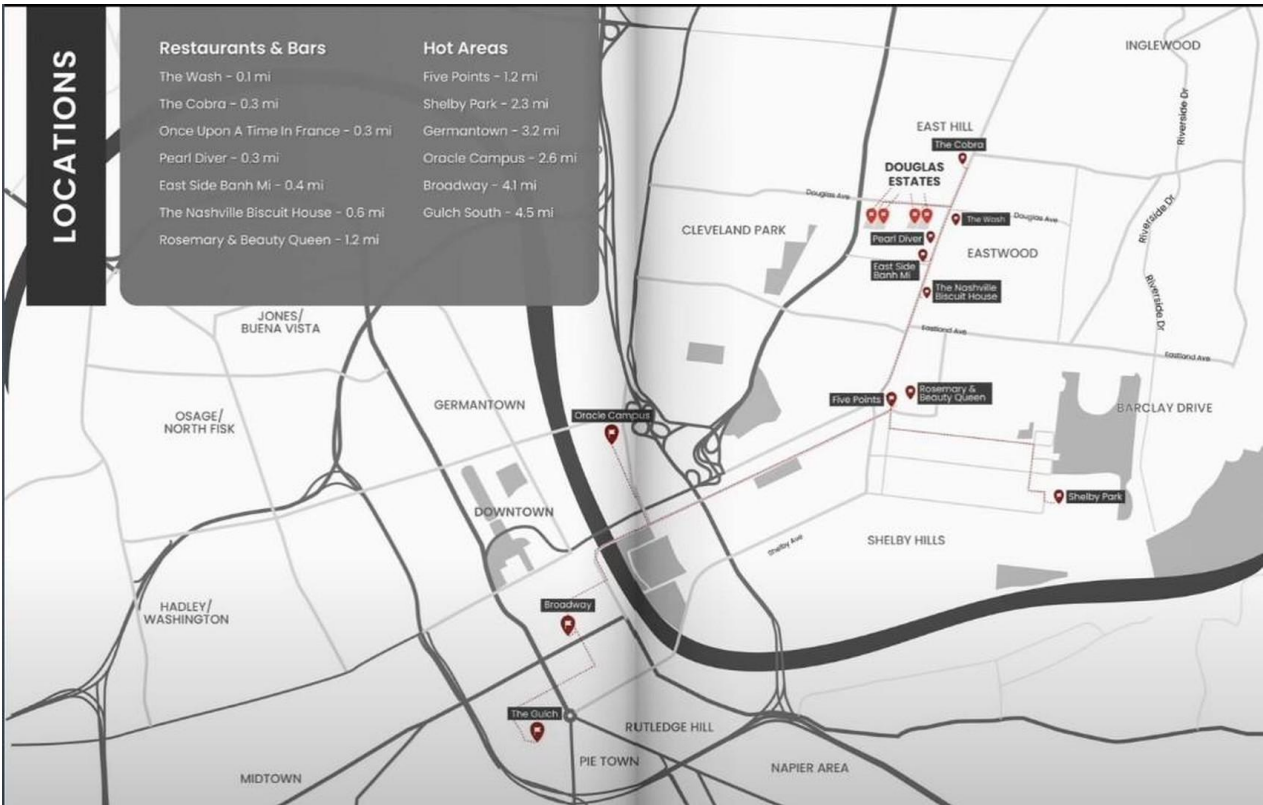 LOCATIONS
Restaurants & Bars
The Wash - 0.1 mi
The Cobra - 0.3 mi
Once Upon A Time In France - 0.3 mi
Pearl Diver - 0.3 mi
East Side Banh Mi - 0.4 mi
The Nashville Biscuit House - 0.6 mi
Rosemary & Beauty Queen - 1.2 mi
Hot Areas
Five Points - 1.2 mi
Shelby Park - 2.3 mi
Germantown - 3.2 mi
Oracle Campus - 2.6 mi
Broadway - 4.1 mi
Gulch South - 4.5 mi
INGLEWOOD
Riverside Dr
EAST HILL
The Cobra
DOUGLAS
ESTATES
Douglas Ave
The Wash
Douglas Ave
Riverside Dr
CLEVELAND PARK
Pearl Diver
EASTWOOD
East Side
Banh Mi
The Nashville
Biscuit House
Riverside Dr
JONES/
BUENA VISTA
Eastland Ave
Eastland Ave
OSAGE/
NORTH FISK
GERMANTOWN
Oracle Campus
Five Points
Rosemary &
Beauty Queen
BARCLAY DRIVE
Shelby Park
DOWNTOWN
Shelby Ave
SHELBY HILLS
HADLEY/
WASHINGTON
Broadway
The Gulch
RUTLEDGE HILL
PIE TOWN
NAPIER AREA
MIDTOWN